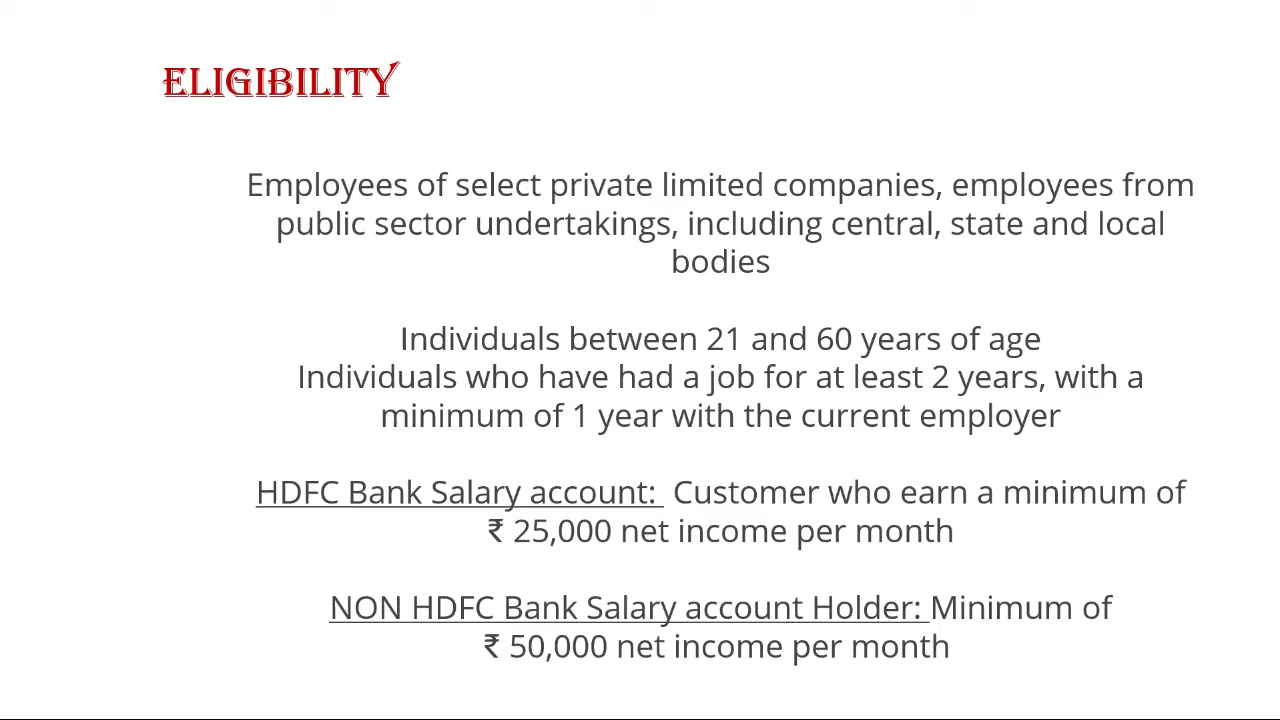 ELIGIBILITY
Employees of select private limited companies, employees from
public sector undertakings, including central, state and local
bodies
Individuals between 21 and 60 years of age
Individuals who have had a job for at least 2 years, with a
minimum of 1 year with the current employer
HDFC Bank Salary account: Customer who earn a minimum of
₹ 25,000 net income per month
NON HDFC Bank Salary account Holder: Minimum of
₹ 50,000 net income per month